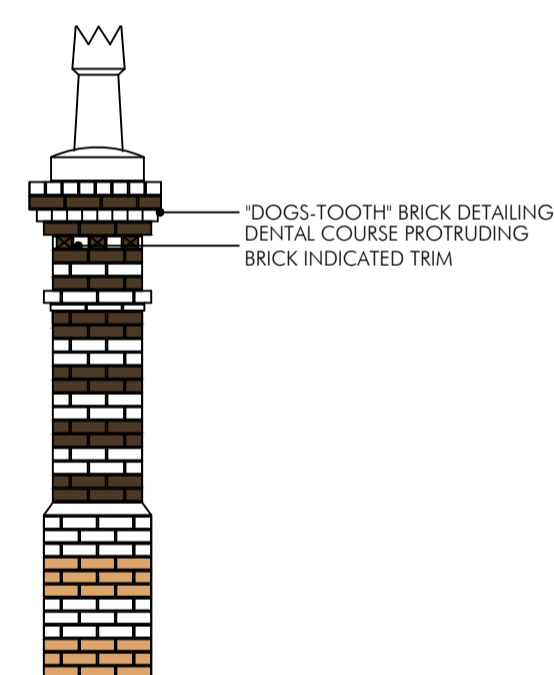 "DOGS-TOOTH" BRICK DETAILING
DENTAL COURSE PROTRUDING
BRICK INDICATED TRIM